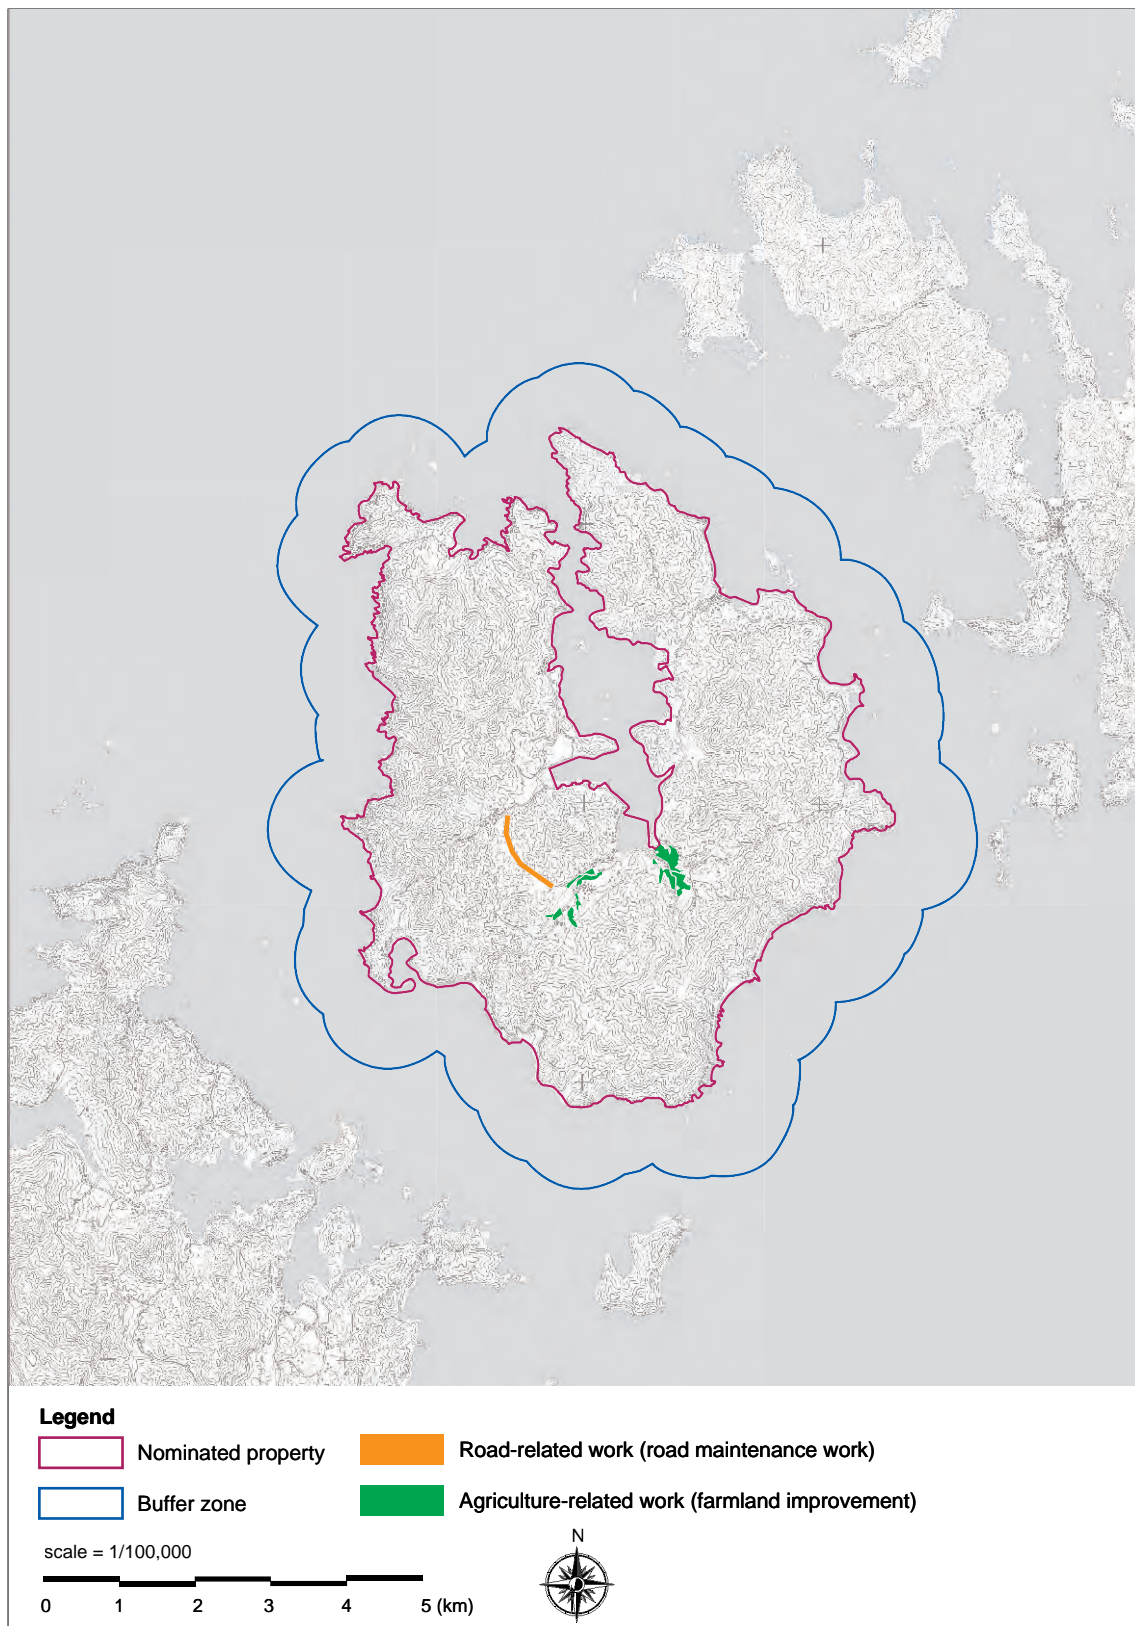 Legend
Nominated property
Road-related work (road maintenance work)
Buffer zone
Agriculture-related work (farmland improvement)
scale = 1/100,000
N
0 1 2 3 4 5 (km)